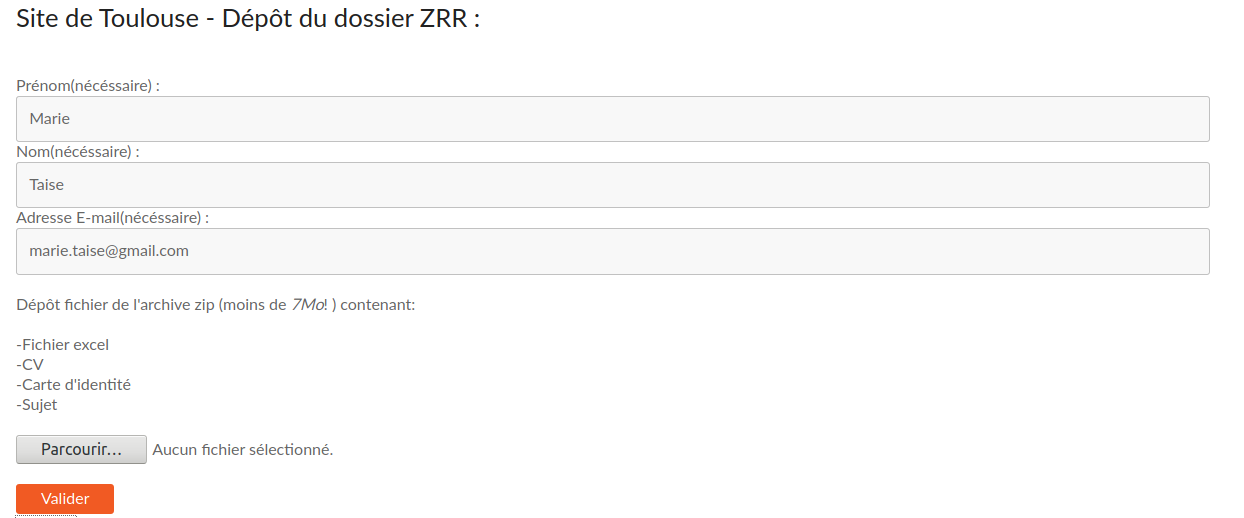 Site de Toulouse - Dépôt du dossier ZRR :
Prénom(nécéssaire) :
Marie
Nom(nécéssaire) :
Taise
Adresse E-mail(nécéssaire) :
marie.taise@gmail.com
Dépôt fichier de l'archive zip (moins de 7Mo! ) contenant:
-Fichier excel
-CV
-Carte d'identité
-Sujet
Parcourir... Aucun fichier sélectionné.
Valider